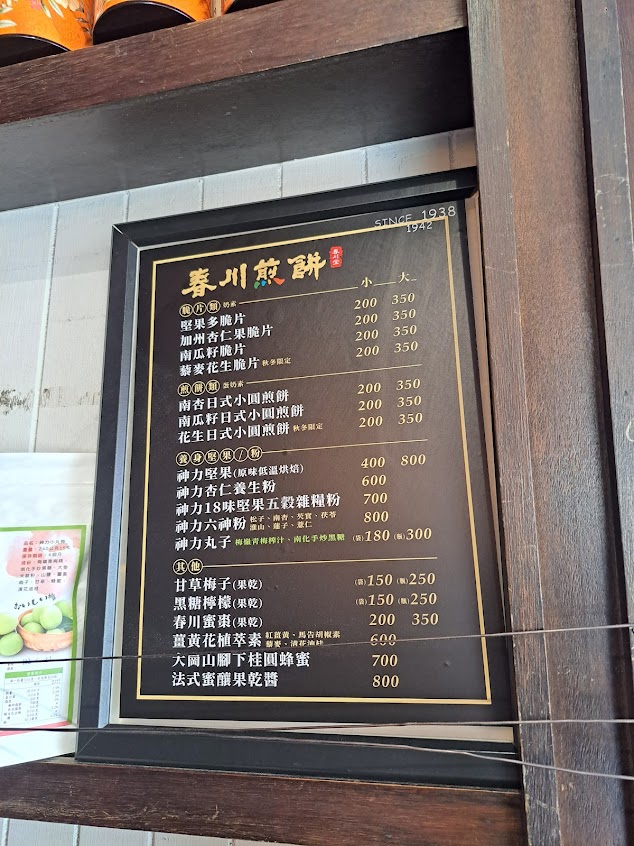 SINCE 1938
1942
春川煎餅
春川堂
小 大
脆片類 奶素
堅果多脆片 200 350
加州杏仁果脆片 200 350
南瓜籽脆片 200 350
藜麥花生脆片 秋冬限定
煎餅類 蛋奶素
南杏日式小圓煎餅 200 350
南瓜籽日式小圓煎餅 200 350
花生日式小圓煎餅 秋冬限定 200 350
養身堅果/粉
神力堅果(原味低溫烘焙) 400 800
神力杏仁養生粉 600
神力18味堅果五穀雜糧粉 700
神力六神粉 松子、南杏、芡實、茯苓 800
淮山、蓮子、薏仁
神力丸子 梅嶺青梅榨汁、南化手炒黑糖 (袋)180 (瓶)300
其他
甘草梅子(果乾) (袋)150 (瓶)250
黑糖檸檬(果乾) (袋)150 (瓶)250
春川蜜棗(果乾) 200 350
薑黃花植萃素 紅薑黃、馬告胡椒素 600
大岡山腳下桂圓蜂蜜 700
法式蜜釀果乾醬 800